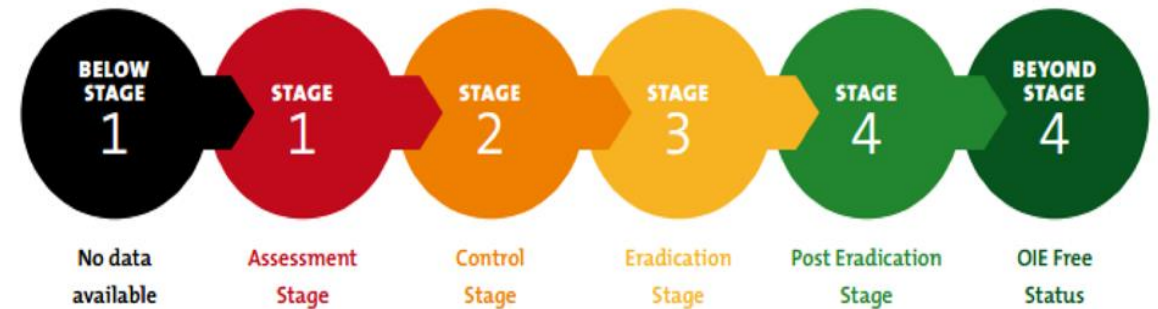 BELOW
STAGE
1
STAGE
1
STAGE
2
STAGE
3
STAGE
4
BEYOND
STAGE
4
No data
available
Assessment
Stage
Control
Stage
Eradication
Stage
Post Eradication
Stage
OIE Free
Status